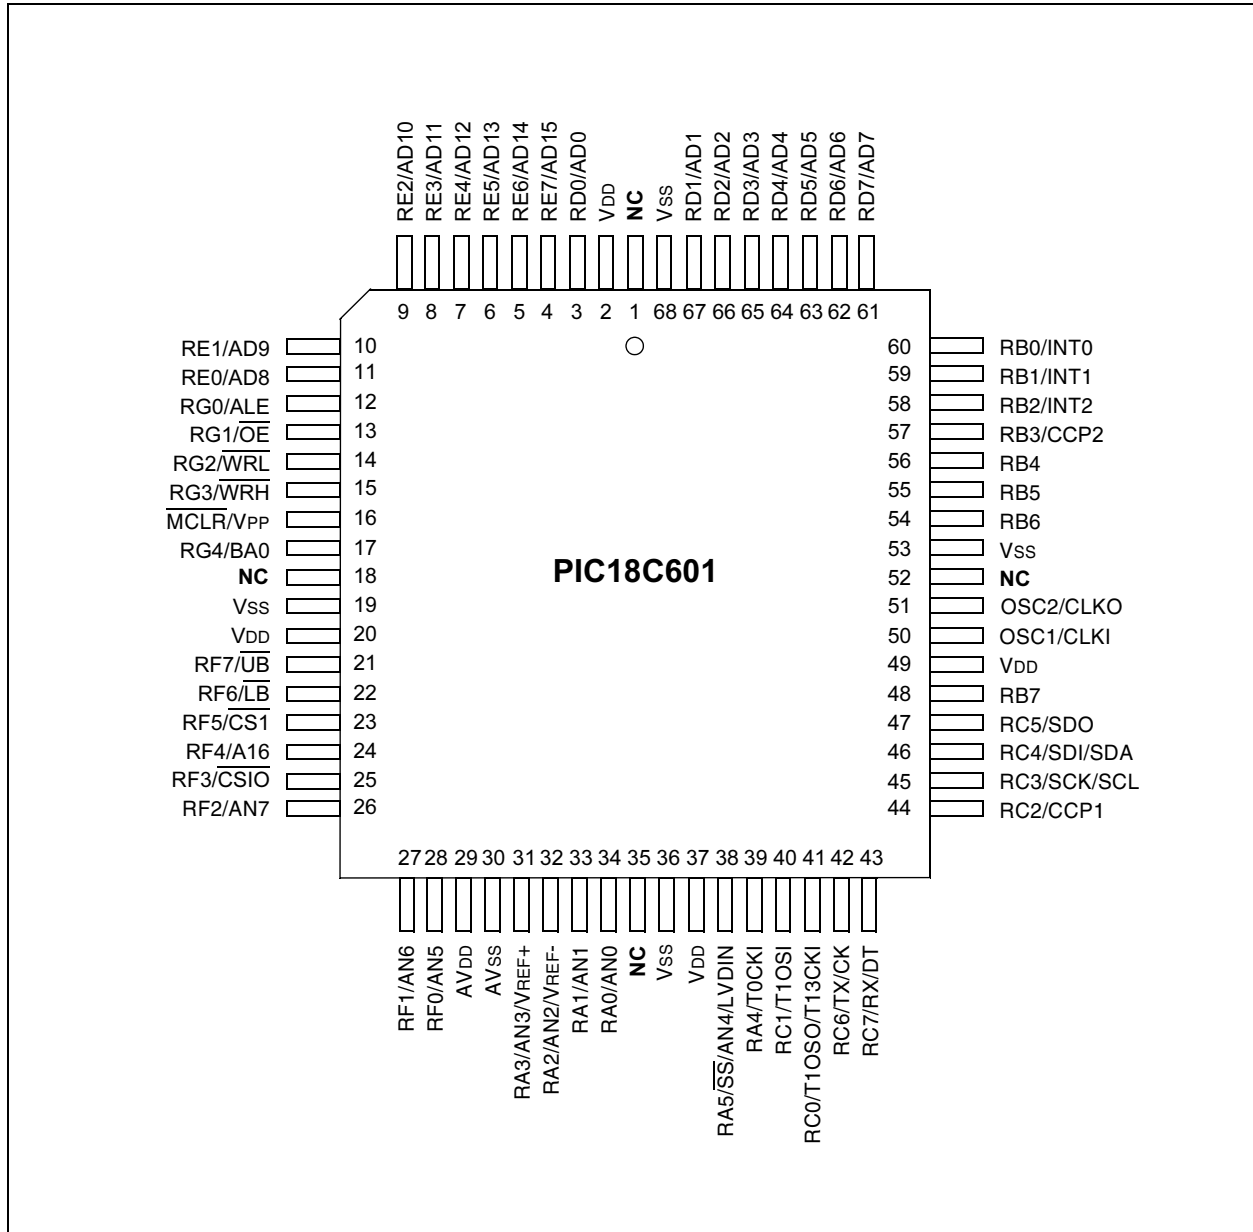 RE2/AD10
RE3/AD11
RE4/AD12
RE5/AD13
RE6/AD14
RE7/AD15
RD0/AD0
VDD
NC
VSS
RD1/AD1
RD2/AD2
RD3/AD3
RD4/AD4
RD5/AD5
RD6/AD6
RD7/AD7
9 8 7 6 5 4 3 2 1 68 67 66 65 64 63 62 61
RE1/AD9 10 60 RB0/INT0
RE0/AD8 11 59 RB1/INT1
RG0/ALE 12 58 RB2/INT2
RG1/O̅E̅ 13 57 RB3/CCP2
RG2/W̅R̅L̅ 14 56 RB4
RG3/W̅R̅H̅ 15 55 RB5
M̅C̅L̅R̅/VPP 16 54 RB6
RG4/BA0 17 53 VSS
NC 18 52 NC
VSS 19 51 OSC2/CLKO
VDD 20 50 OSC1/CLKI
RF7/U̅B̅ 21 49 VDD
RF6/L̅B̅ 22 48 RB7
RF5/C̅S̅1̅ 23 47 RC5/SDO
RF4/A16 24 46 RC4/SDI/SDA
RF3/C̅S̅I̅O̅ 25 45 RC3/SCK/SCL
RF2/AN7 26 44 RC2/CCP1
PIC18C601
27 28 29 30 31 32 33 34 35 36 37 38 39 40 41 42 43
RF1/AN6
RF0/AN5
AVDD
AVSS
RA3/AN3/VREF+
RA2/AN2/VREF-
RA1/AN1
RA0/AN0
NC
VSS
VDD
RA5/S̅S̅/AN4/LVDIN
RA4/T0CKI
RC1/T1OSI
RC0/T1OSO/T13CKI
RC6/TX/CK
RC7/RX/DT